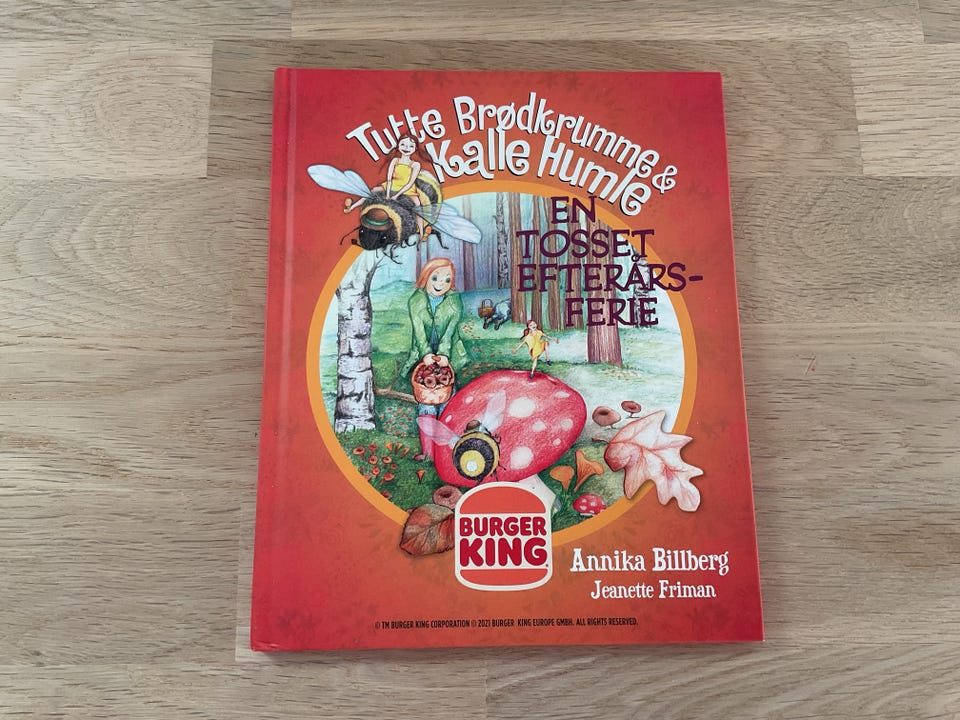 Tutte Brødkrumme &
Kalle Humle
EN
TOSSET
EFTERÅRS-
FERIE
BURGER
KING
Annika Billberg
Jeanette Friman
© TM BURGER KING CORPORATION © 2021 BURGER KING EUROPE GMBH. ALL RIGHTS RESERVED.